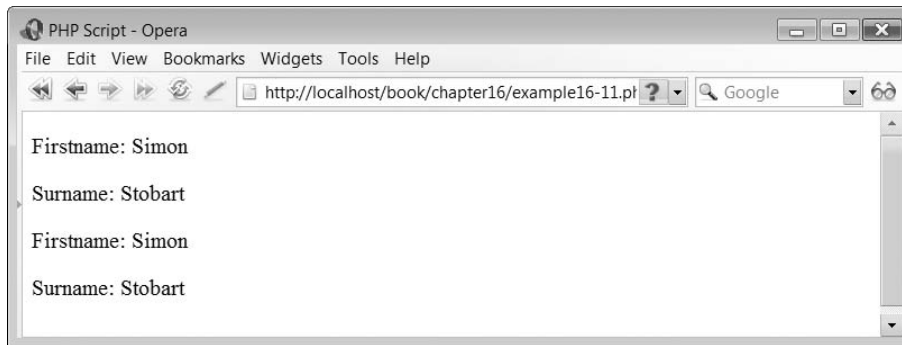 PHP Script - Opera
File Edit View Bookmarks Widgets Tools Help
http://localhost/book/chapter16/example16-11.ph ? Google
Firstname: Simon
Surname: Stobart
Firstname: Simon
Surname: Stobart